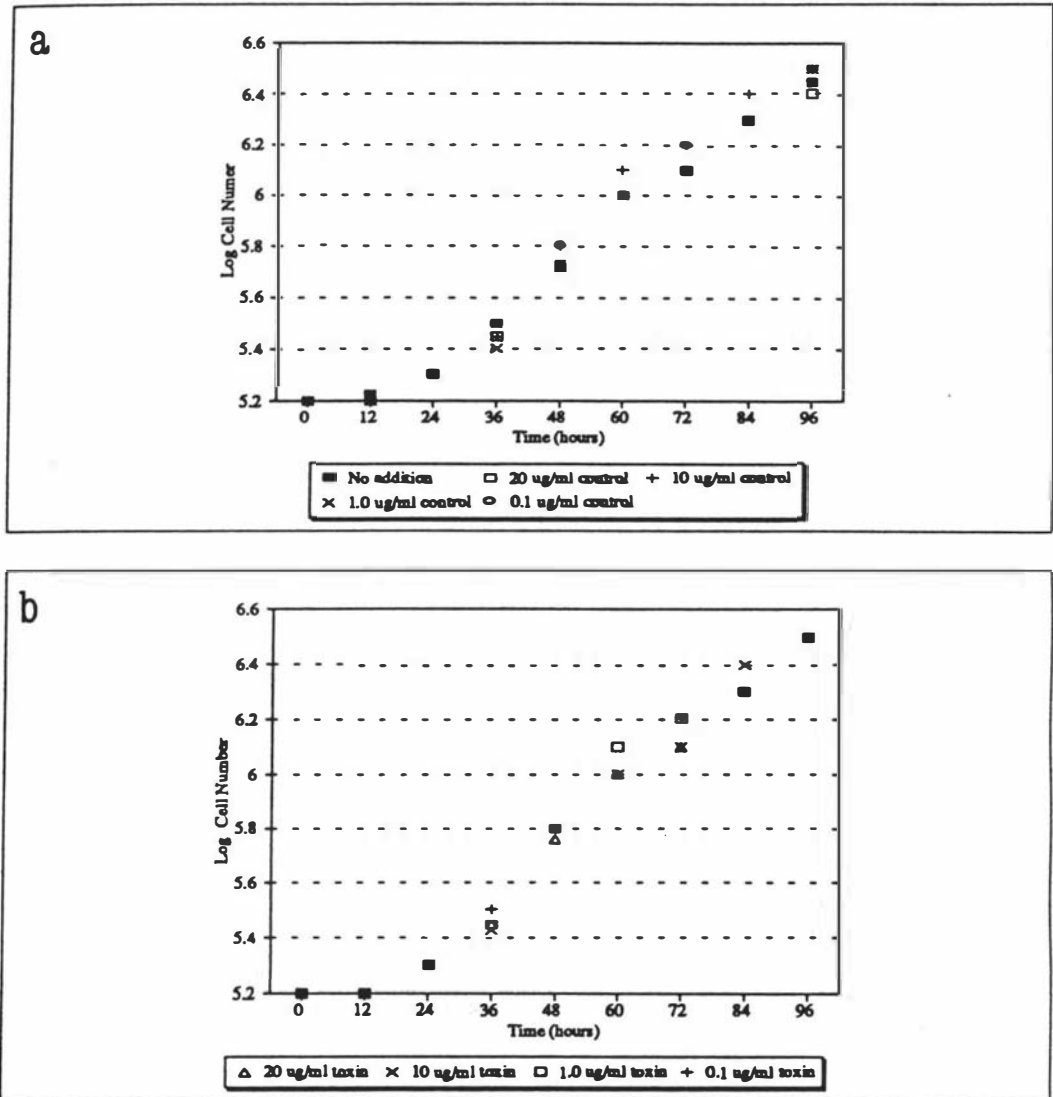 a
6.6
6.4
6.2
6
5.8
5.6
5.4
5.2
Log Cell Numer
0 12 24 36 48 60 72 84 96
Time (hours)
No addition 20 ug/ml control 10 ug/ml control
1.0 ug/ml control 0.1 ug/ml control
b
6.6
6.4
6.2
6
5.8
5.6
5.4
5.2
Log Cell Number
0 12 24 36 48 60 72 84 96
Time (hours)
20 ug/ml toxin 10 ug/ml toxin 1.0 ug/ml toxin 0.1 ug/ml toxin